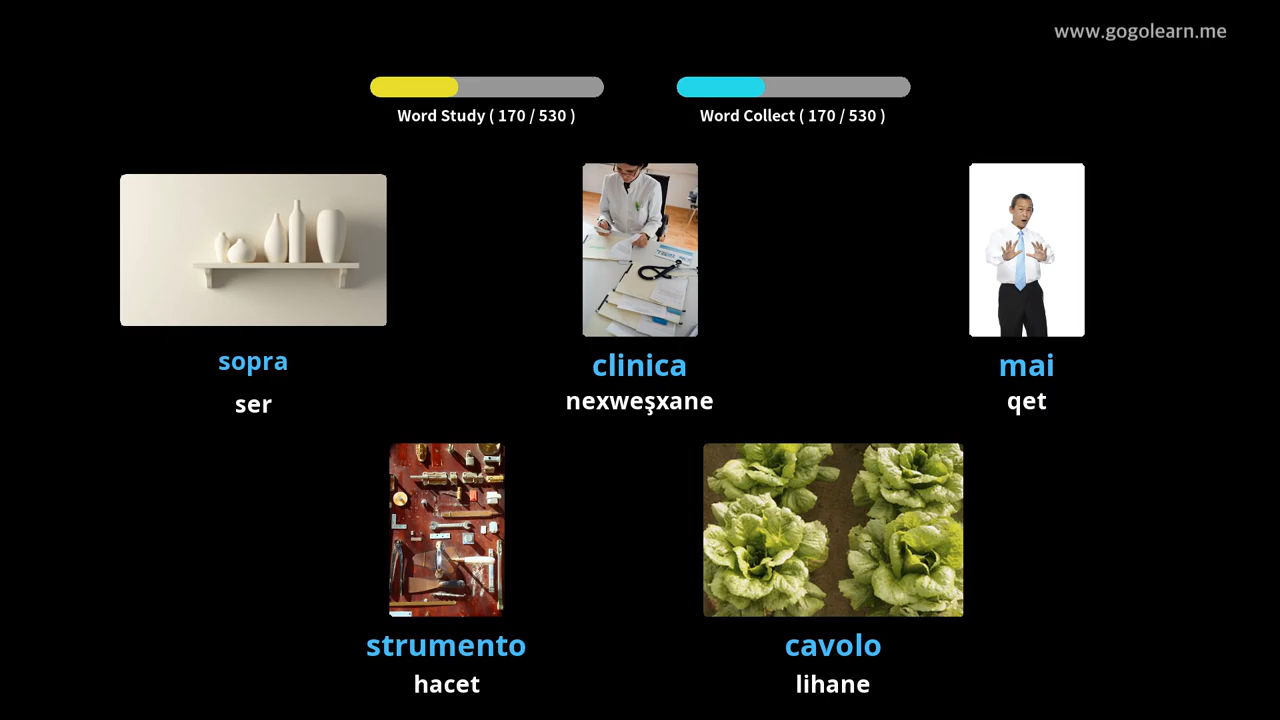 www.gogolearn.me
Word Study ( 170 / 530 )
Word Collect ( 170 / 530 )
sopra
ser
clinica
nexweşxane
mai
qet
strumento
hacet
cavolo
lihane